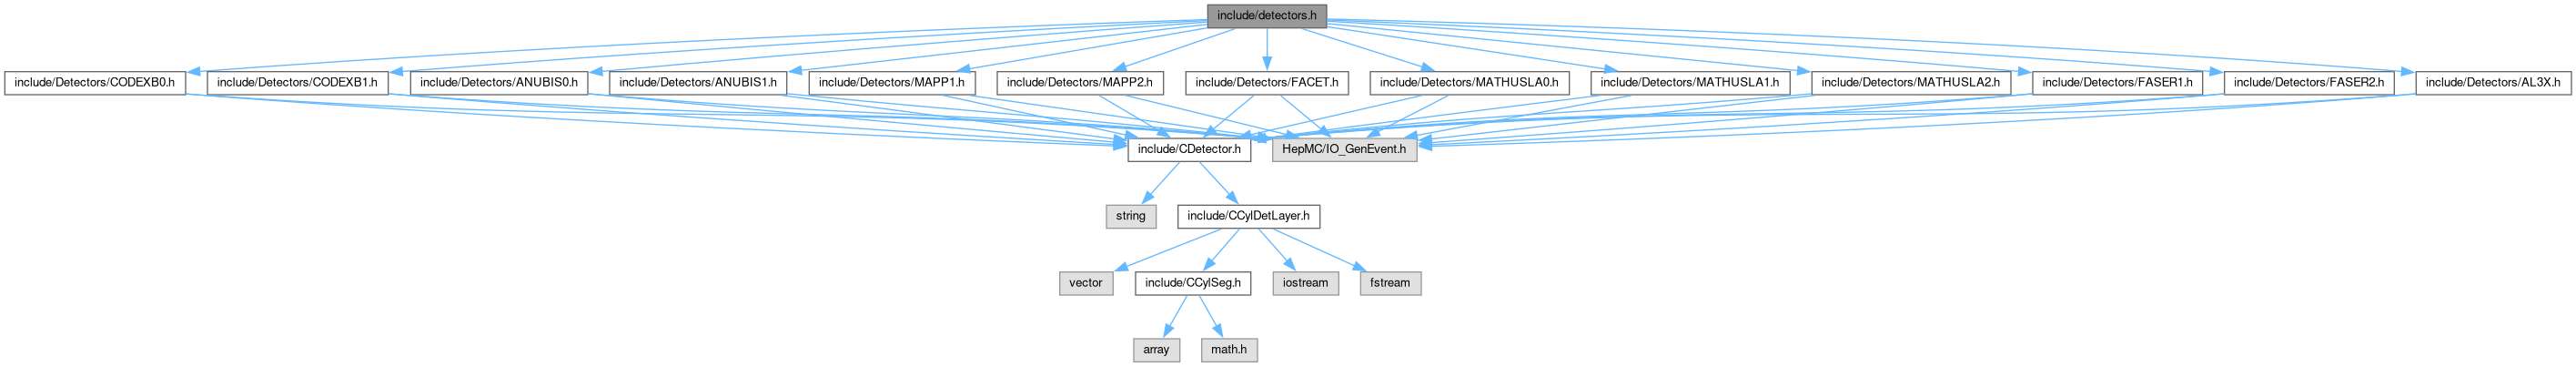 include/detectors.h
include/Detectors/CODEXB0.h
include/Detectors/CODEXB1.h
include/Detectors/ANUBIS0.h
include/Detectors/ANUBIS1.h
include/Detectors/MAPP1.h
include/Detectors/MAPP2.h
include/Detectors/FACET.h
include/Detectors/MATHUSLA0.h
include/Detectors/MATHUSLA1.h
include/Detectors/MATHUSLA2.h
include/Detectors/FASER1.h
include/Detectors/FASER2.h
include/Detectors/AL3X.h
include/CDetector.h
HepMC/IO_GenEvent.h
string
include/CCylDetLayer.h
vector
include/CCylSeg.h
iostream
fstream
array
math.h